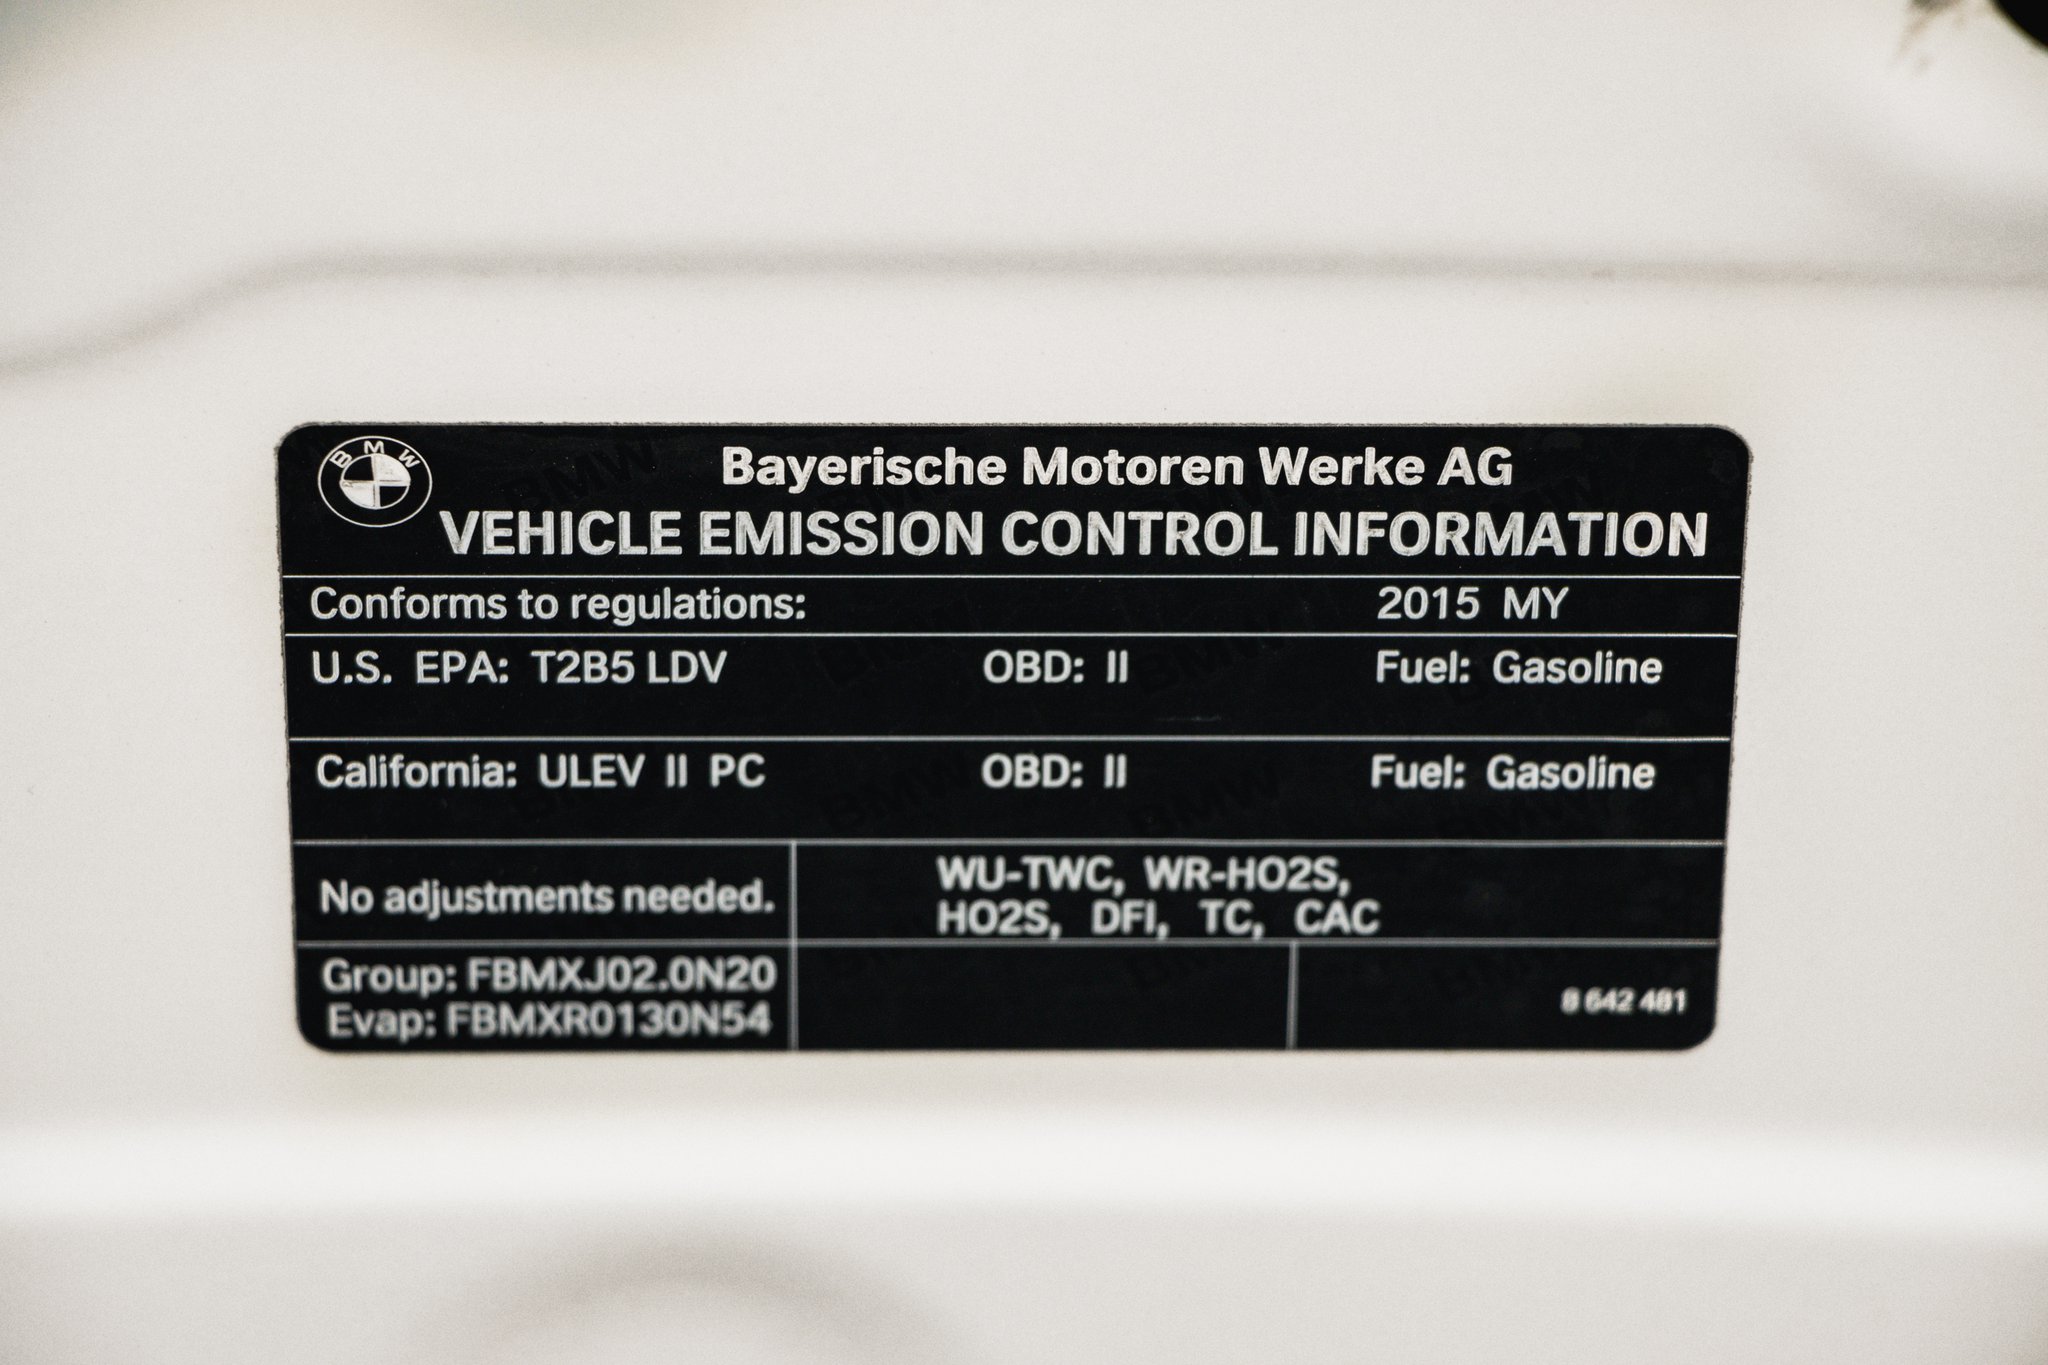 BMW
Bayerische Motoren Werke AG
VEHICLE EMISSION CONTROL INFORMATION
Conforms to regulations: 2015 MY
U.S. EPA: T2B5 LDV OBD: II Fuel: Gasoline
California: ULEV II PC OBD: II Fuel: Gasoline
No adjustments needed.
WU-TWC, WR-HO2S,
HO2S, DFI, TC, CAC
Group: FBMXJ02.0N20
Evap: FBMXR0130N54
8 642 481